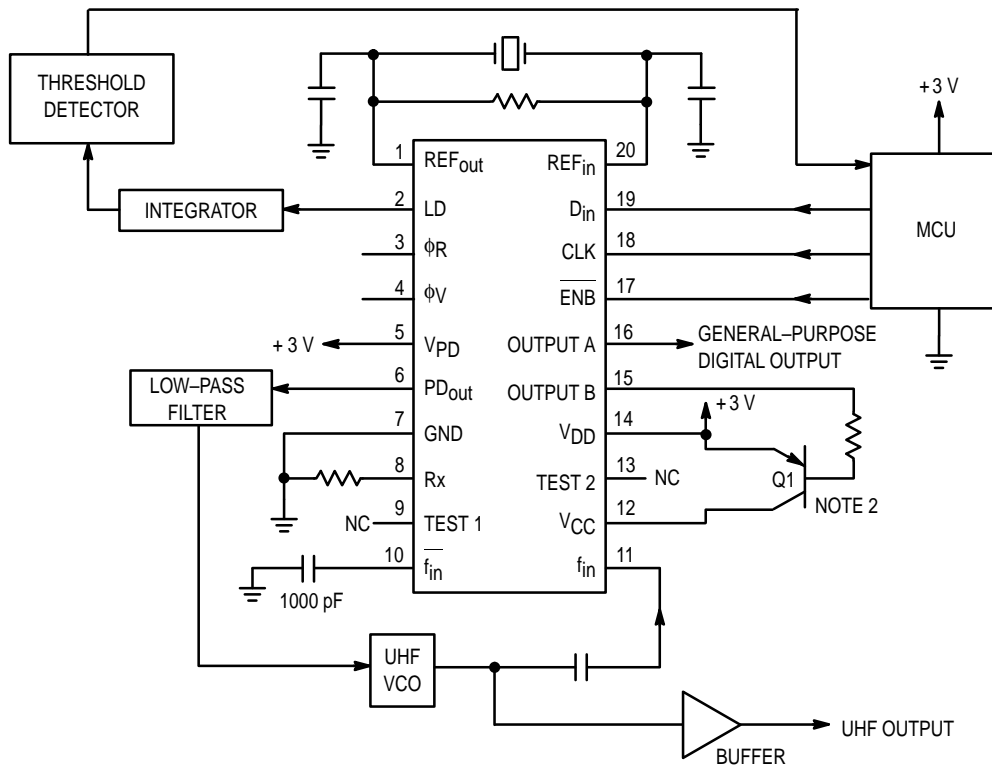 THRESHOLD
DETECTOR
INTEGRATOR
+ 3 V
MCU
1 REFout
REFin 20
2 LD
Din 19
3 ϕR
CLK 18
4 ϕV
ENB 17
5 VPD
+ 3 V
OUTPUT A 16
GENERAL–PURPOSE
DIGITAL OUTPUT
6 PDout
OUTPUT B 15
LOW–PASS
FILTER
7 GND
VDD 14
+ 3 V
8 Rx
TEST 2 13
NC
Q1
NOTE 2
NC
9 TEST 1
VCC 12
10 fin
fin 11
1000 pF
UHF
VCO
BUFFER
UHF OUTPUT